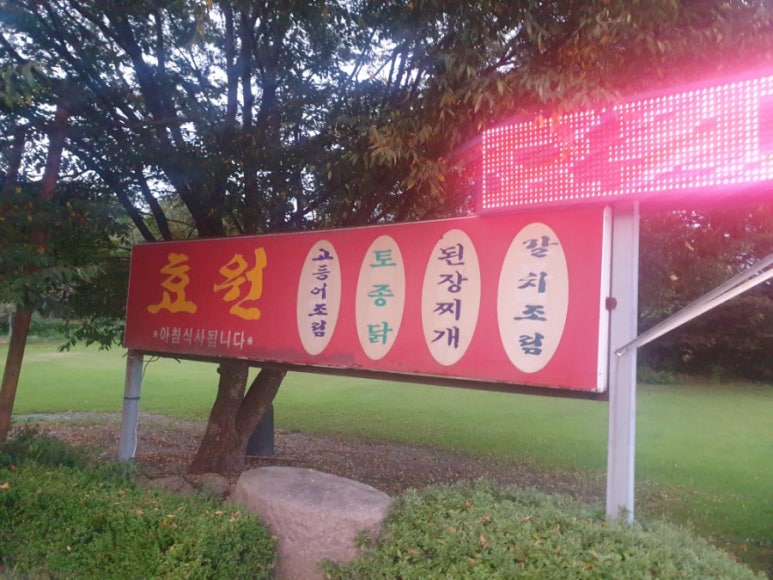 효원
*아침식사됩니다*
고등어조림
토종닭
된장찌개
갈치조림